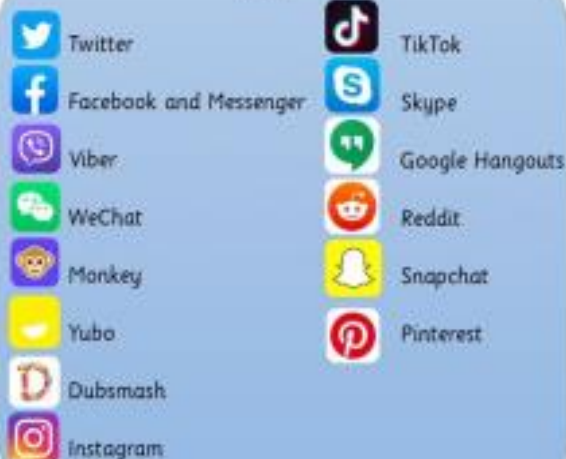 Twitter
Facebook and Messenger
Viber
WeChat
Monkey
Yubo
Dubsmash
Instagram
TikTok
Skype
Google Hangouts
Reddit
Snapchat
Pinterest